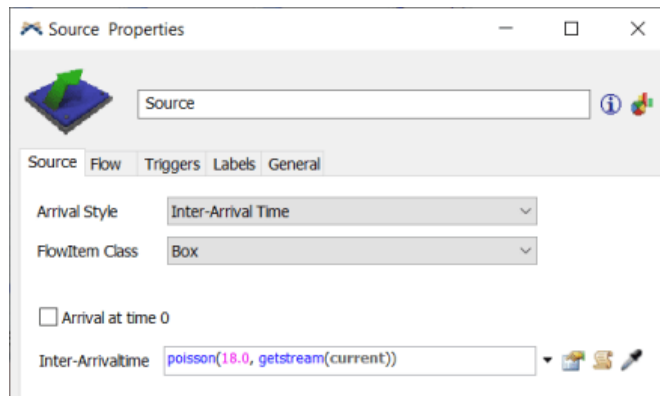 Source Properties
Source
Source Flow Triggers Labels General
Arrival Style Inter-Arrival Time
FlowItem Class Box
Arrival at time 0
Inter-Arrivaltime poisson(18.0, getstream(current))